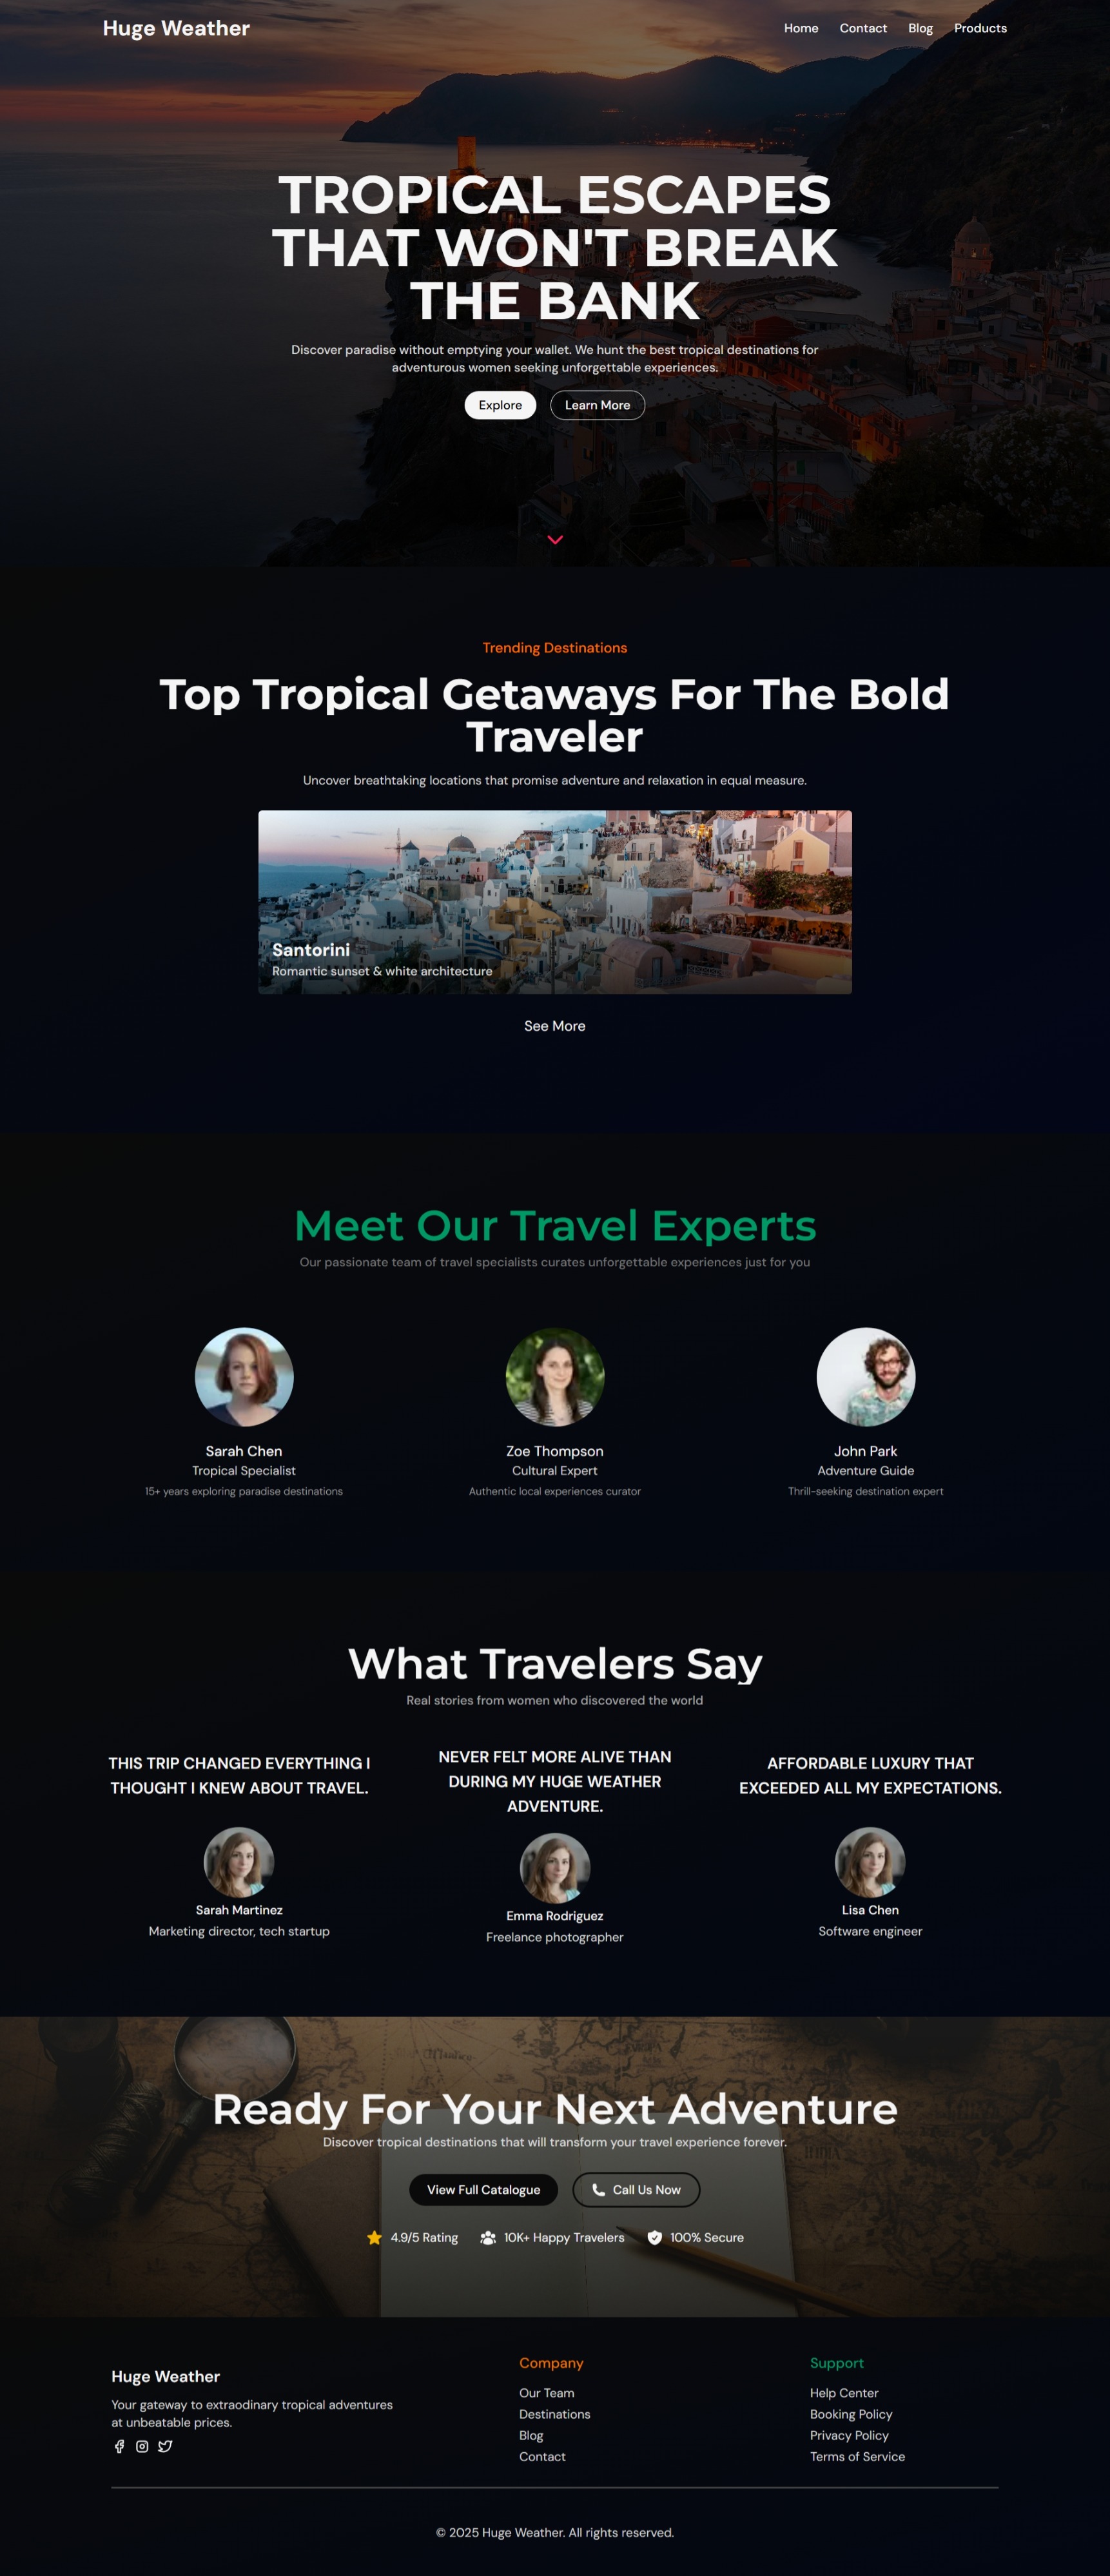 Huge Weather
Home Contact Blog Products
TROPICAL ESCAPES
THAT WON'T BREAK
THE BANK
Discover paradise without emptying your wallet. We hunt the best tropical destinations for
adventurous women seeking unforgettable experiences.
Explore Learn More
Trending Destinations
Top Tropical Getaways For The Bold
Traveler
Uncover breathtaking locations that promise adventure and relaxation in equal measure.
Santorini
Romantic sunset & white architecture
See More
Meet Our Travel Experts
Our passionate team of travel specialists curates unforgettable experiences just for you
Sarah Chen
Tropical Specialist
15+ years exploring paradise destinations
Zoe Thompson
Cultural Expert
Authentic local experiences curator
John Park
Adventure Guide
Thrill-seeking destination expert
What Travelers Say
Real stories from women who discovered the world
THIS TRIP CHANGED EVERYTHING I
THOUGHT I KNEW ABOUT TRAVEL.
Sarah Martinez
Marketing director, tech startup
NEVER FELT MORE ALIVE THAN
DURING MY HUGE WEATHER
ADVENTURE.
Emma Rodriguez
Freelance photographer
AFFORDABLE LUXURY THAT
EXCEEDED ALL MY EXPECTATIONS.
Lisa Chen
Software engineer
Ready For Your Next Adventure
Discover tropical destinations that will transform your travel experience forever.
View Full Catalogue Call Us Now
4.9/5 Rating 10K+ Happy Travelers 100% Secure
Huge Weather
Your gateway to extraodinary tropical adventures
at unbeatable prices.
Company
Our Team
Destinations
Blog
Contact
Support
Help Center
Booking Policy
Privacy Policy
Terms of Service
© 2025 Huge Weather. All rights reserved.